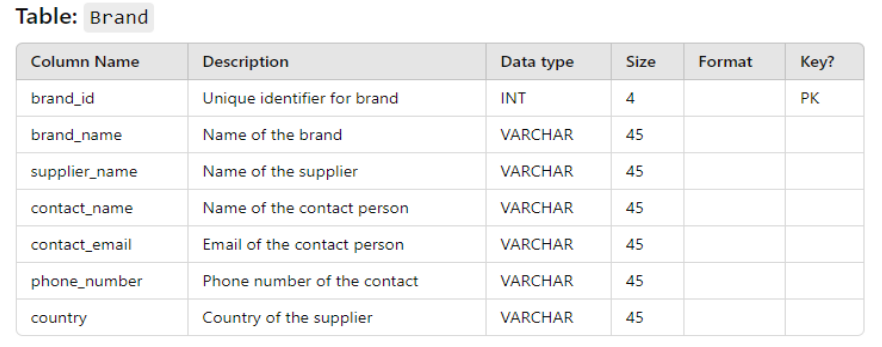 Table: Brand
Column Name Description Data type Size Format Key?
brand_id Unique identifier for brand INT 4 PK
brand_name Name of the brand VARCHAR 45
supplier_name Name of the supplier VARCHAR 45
contact_name Name of the contact person VARCHAR 45
contact_email Email of the contact person VARCHAR 45
phone_number Phone number of the contact VARCHAR 45
country Country of the supplier VARCHAR 45